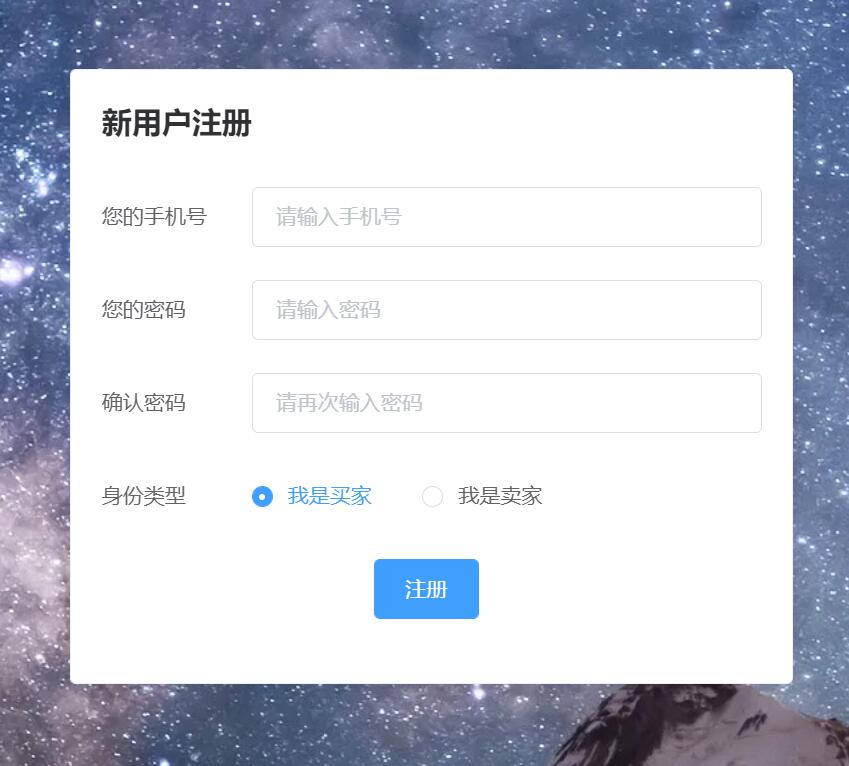 新用户注册
您的手机号 请输入手机号
您的密码 请输入密码
确认密码 请再次输入密码
身份类型 我是买家 我是卖家
注册